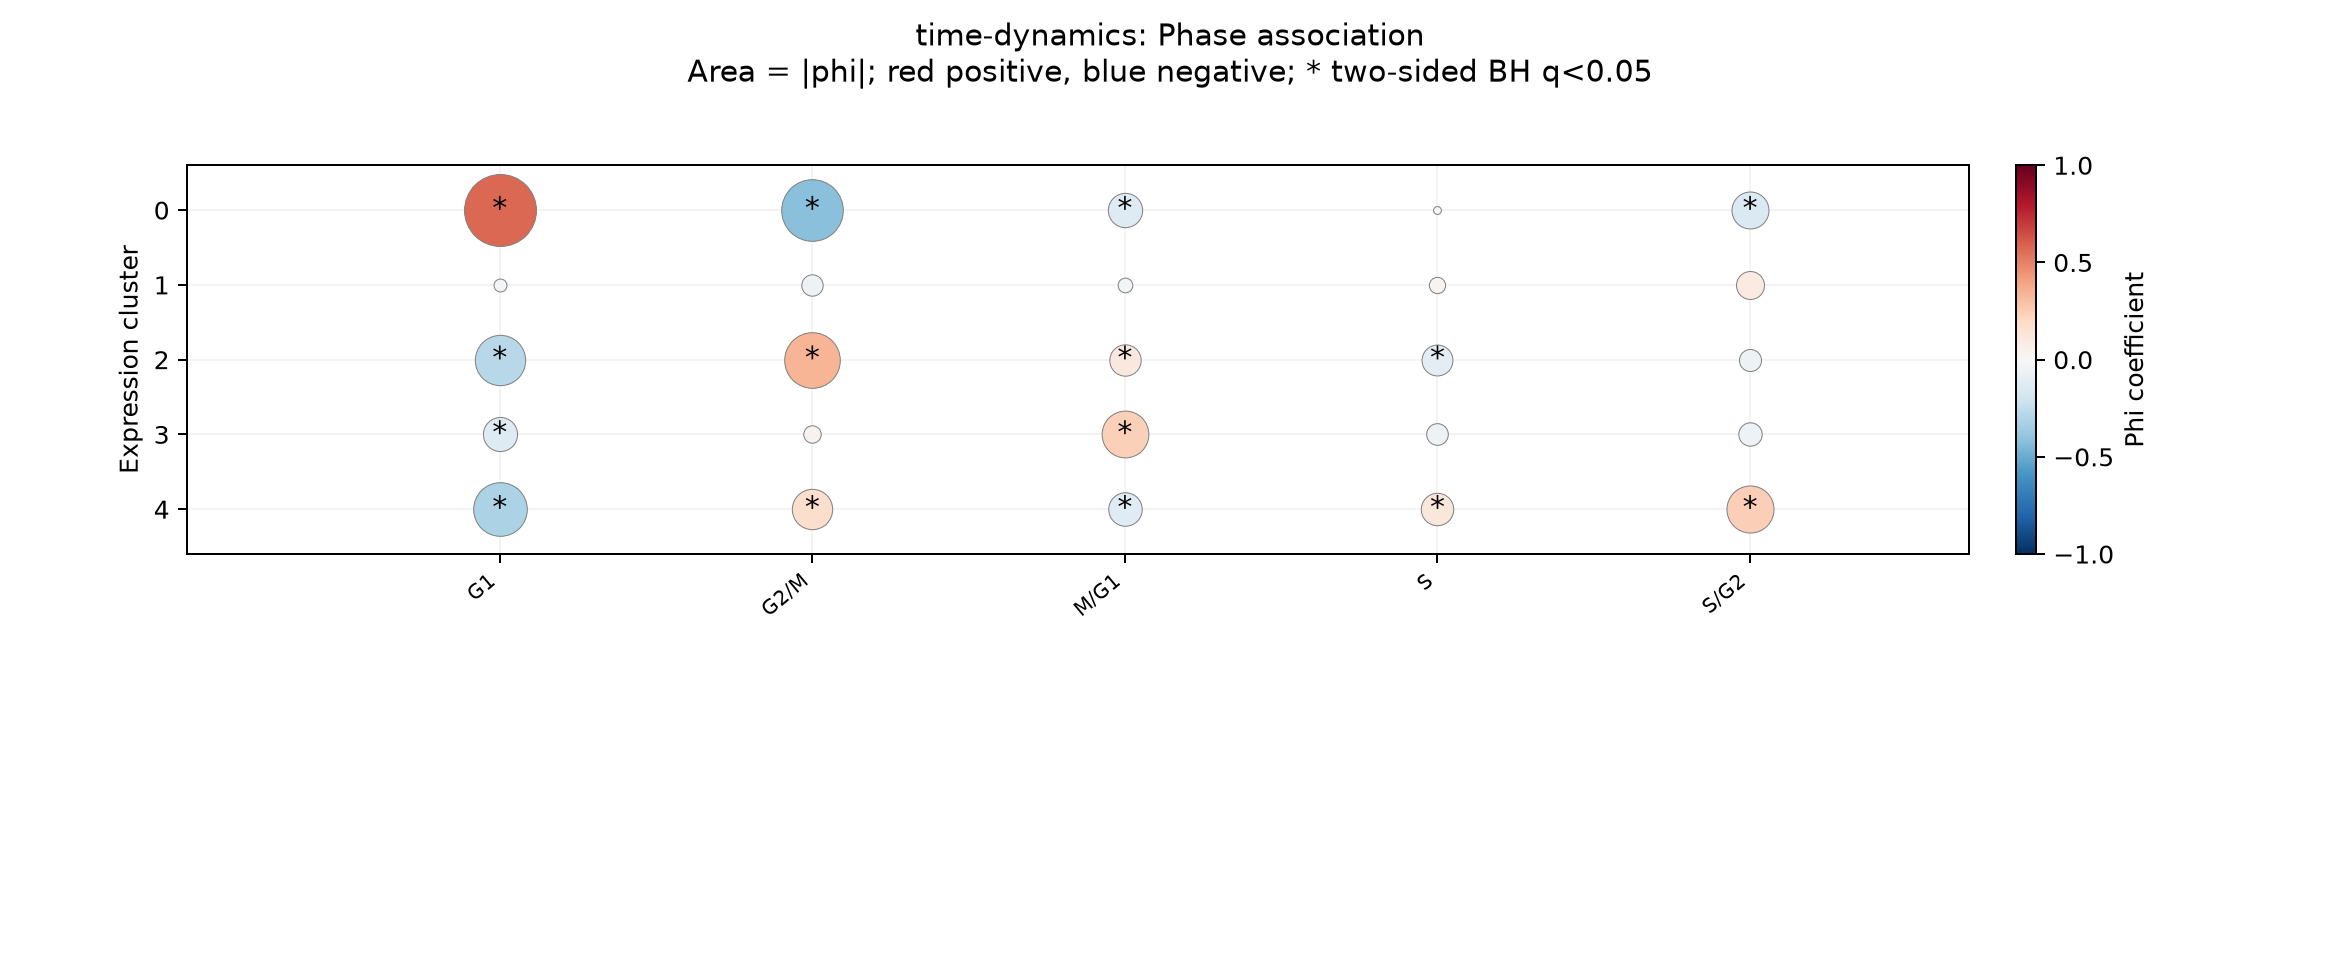 time-dynamics: Phase association
Area = |phi|; red positive, blue negative; * two-sided BH q<0.05
Expression cluster
0
* * * *
1
2
* * * *
3
* *
4
* * * * *
G1
G2/M
M/G1
S
S/G2
1.0
0.5
0.0
−0.5
−1.0
Phi coefficient